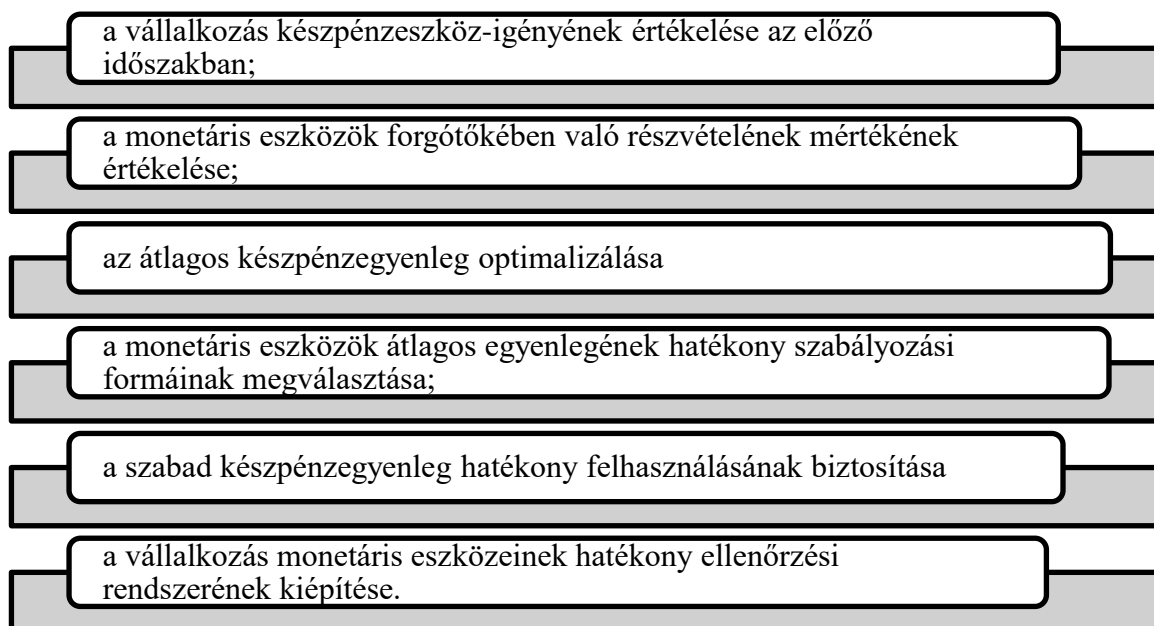 a vállalkozás készpénzeszköz-igényének értékelése az előző
időszakban;
a monetáris eszközök forgótőkében való részvételének mértékének
értékelése;
az átlagos készpénzegyenleg optimalizálása
a monetáris eszközök átlagos egyenlegének hatékony szabályozási
formáinak megválasztása;
a szabad készpénzegyenleg hatékony felhasználásának biztosítása
a vállalkozás monetáris eszközeinek hatékony ellenőrzési
rendszerének kiépítése.